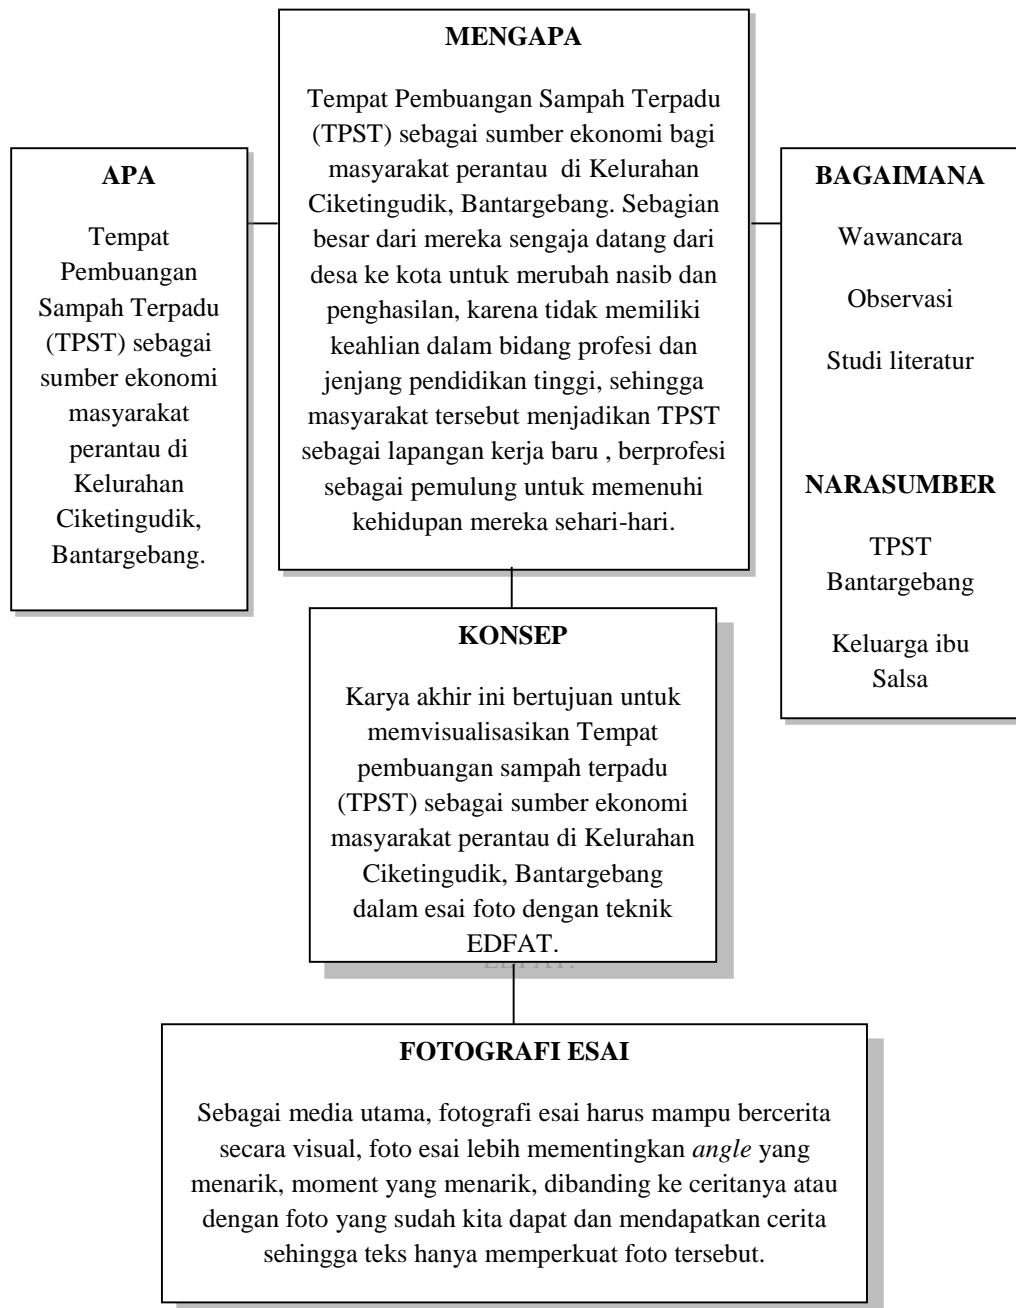 MENGAPA
Tempat Pembuangan Sampah Terpadu
(TPST) sebagai sumber ekonomi bagi
masyarakat perantau  di Kelurahan
Ciketingudik, Bantargebang. Sebagian
besar dari mereka sengaja datang dari
desa ke kota untuk merubah nasib dan
penghasilan, karena tidak memiliki
keahlian dalam bidang profesi dan
jenjang pendidikan tinggi, sehingga
masyarakat tersebut menjadikan TPST
sebagai lapangan kerja baru , berprofesi
sebagai pemulung untuk memenuhi
kehidupan mereka sehari-hari.
APA
Tempat
Pembuangan
Sampah Terpadu
(TPST) sebagai
sumber ekonomi
masyarakat
perantau di
Kelurahan
Ciketingudik,
Bantargebang.
BAGAIMANA
Wawancara
Observasi
Studi literatur
NARASUMBER
TPST
Bantargebang
Keluarga ibu
Salsa
KONSEP
Karya akhir ini bertujuan untuk
memvisualisasikan Tempat
pembuangan sampah terpadu
(TPST) sebagai sumber ekonomi
masyarakat perantau di Kelurahan
Ciketingudik, Bantargebang
dalam esai foto dengan teknik
EDFAT.
FOTOGRAFI ESAI
Sebagai media utama, fotografi esai harus mampu bercerita
secara visual, foto esai lebih mementingkan angle yang
menarik, moment yang menarik, dibanding ke ceritanya atau
dengan foto yang sudah kita dapat dan mendapatkan cerita
sehingga teks hanya memperkuat foto tersebut.